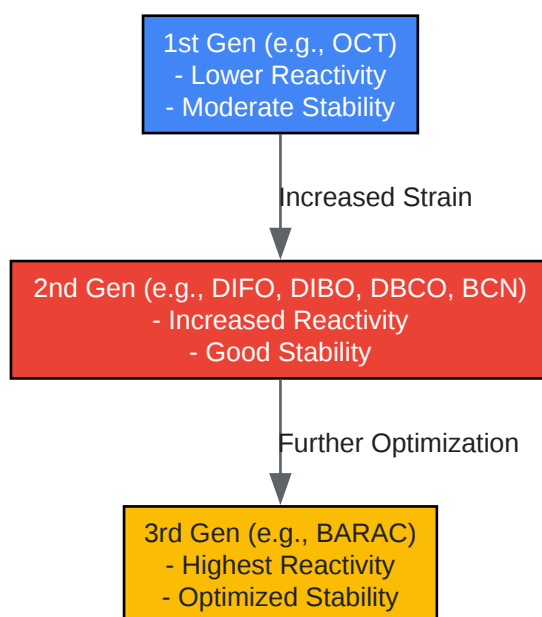 1st Gen (e.g., OCT)
- Lower Reactivity
- Moderate Stability
Increased Strain
2nd Gen (e.g., DIFO, DIBO, DBCO, BCN)
- Increased Reactivity
- Good Stability
Further Optimization
3rd Gen (e.g., BARAC)
- Highest Reactivity
- Optimized Stability